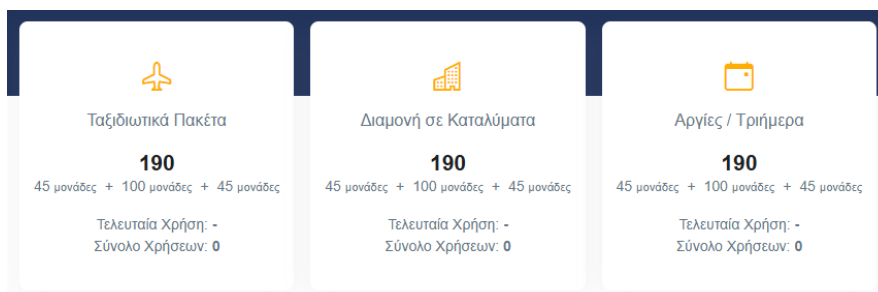 Ταξιδιωτικά Πακέτα
190
45 μονάδες + 100 μονάδες + 45 μονάδες
Τελευταία Χρήση: -
Σύνολο Χρήσεων: 0
Διαμονή σε Καταλύματα
190
45 μονάδες + 100 μονάδες + 45 μονάδες
Τελευταία Χρήση: -
Σύνολο Χρήσεων: 0
Αργίες / Τριήμερα
190
45 μονάδες + 100 μονάδες + 45 μονάδες
Τελευταία Χρήση: -
Σύνολο Χρήσεων: 0